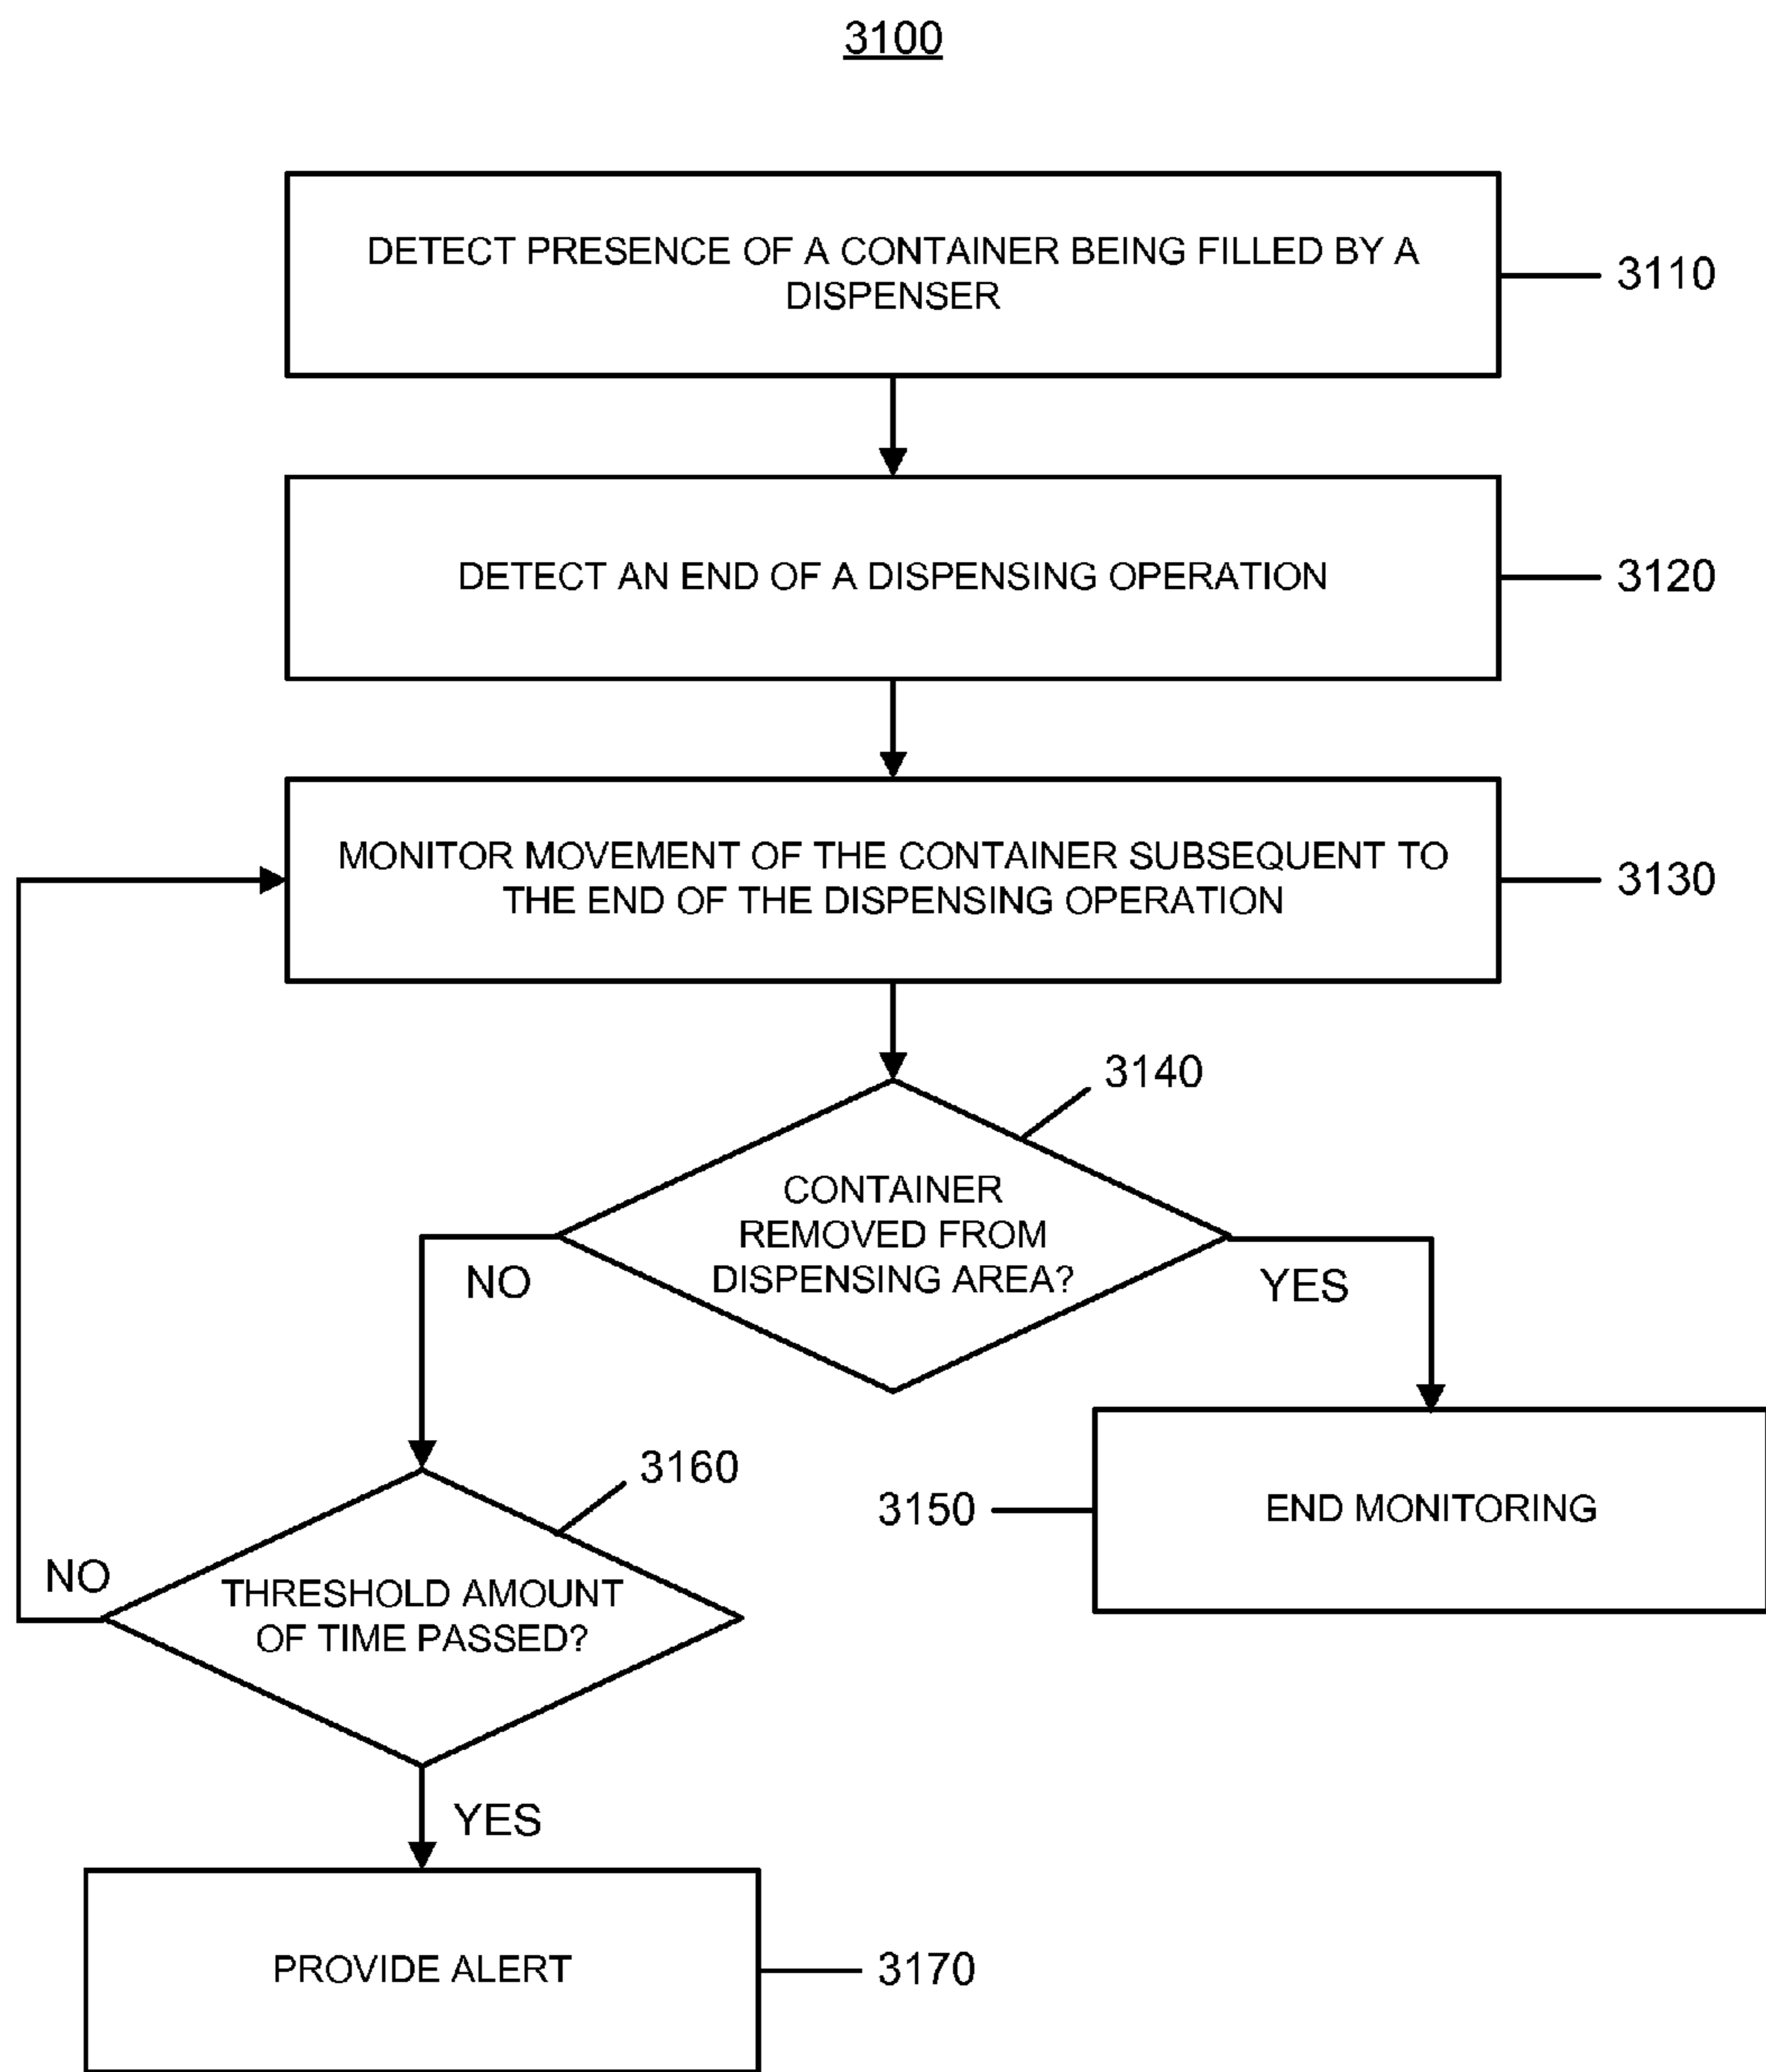 3100
DETECT PRESENCE OF A CONTAINER BEING FILLED BY A
DISPENSER
3110
DETECT AN END OF A DISPENSING OPERATION
3120
MONITOR MOVEMENT OF THE CONTAINER SUBSEQUENT TO
THE END OF THE DISPENSING OPERATION
3130
3140
CONTAINER
REMOVED FROM
DISPENSING AREA?
NO
YES
3160
3150
END MONITORING
NO
THRESHOLD AMOUNT
OF TIME PASSED?
YES
PROVIDE ALERT
3170